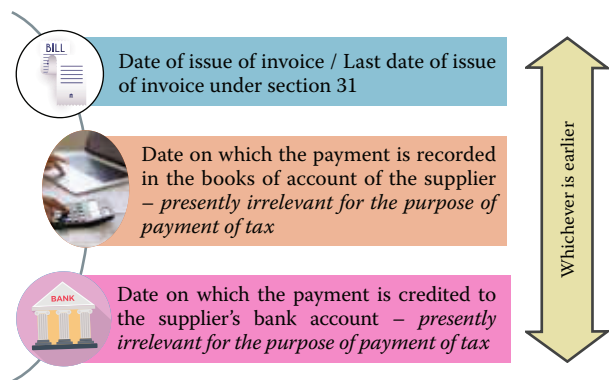 BILL
Date of issue of invoice / Last date of issue
of invoice under section 31
Date on which the payment is recorded
in the books of account of the supplier
– presently irrelevant for the purpose of
payment of tax
BANK
Date on which the payment is credited to
the supplier’s bank account – presently
irrelevant for the purpose of payment of tax
Whichever is earlier